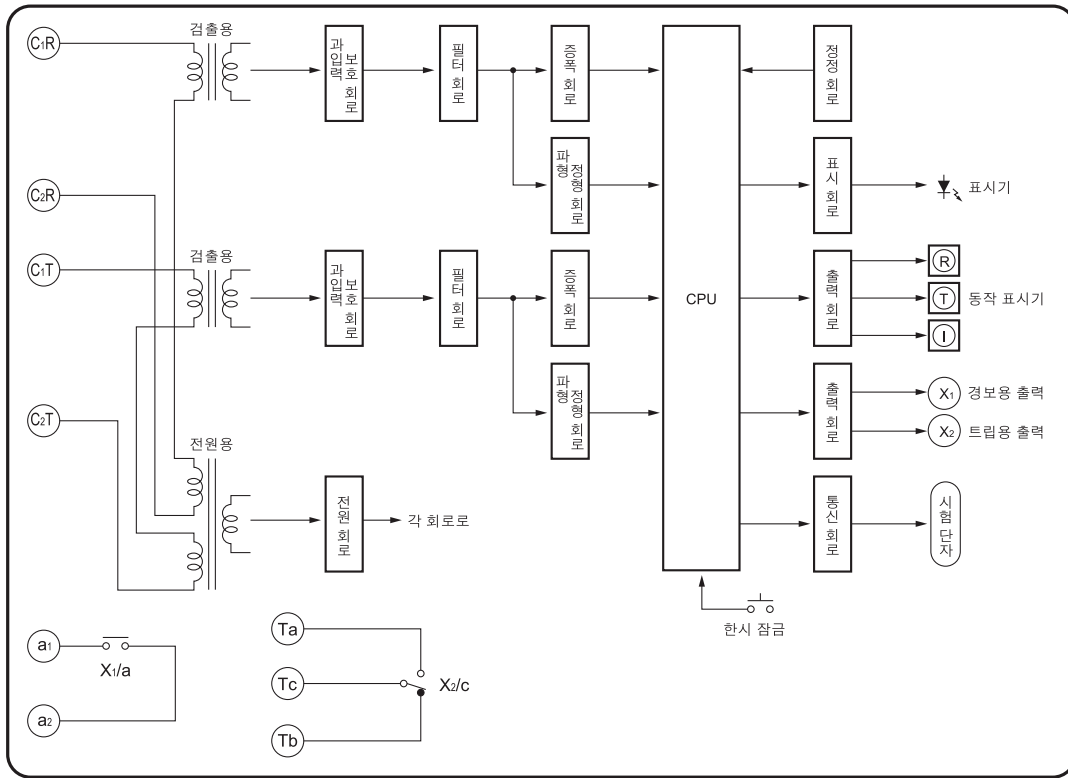 C1R
검출용
과입력 보호회로
필터회로
증폭회로
정정회로
파형 정형회로
표시회로
표시기
C2R
C1T
검출용
과입력 보호회로
필터회로
증폭회로
CPU
출력회로
R
T
동작 표시기
I
파형 정형회로
출력회로
X1
경보용 출력
X2
트립용 출력
C2T
전원용
전원회로
각 회로로
통신회로
시험단자
한시 잠금
a1
X1/a
a2
Ta
Tc
X2/c
Tb